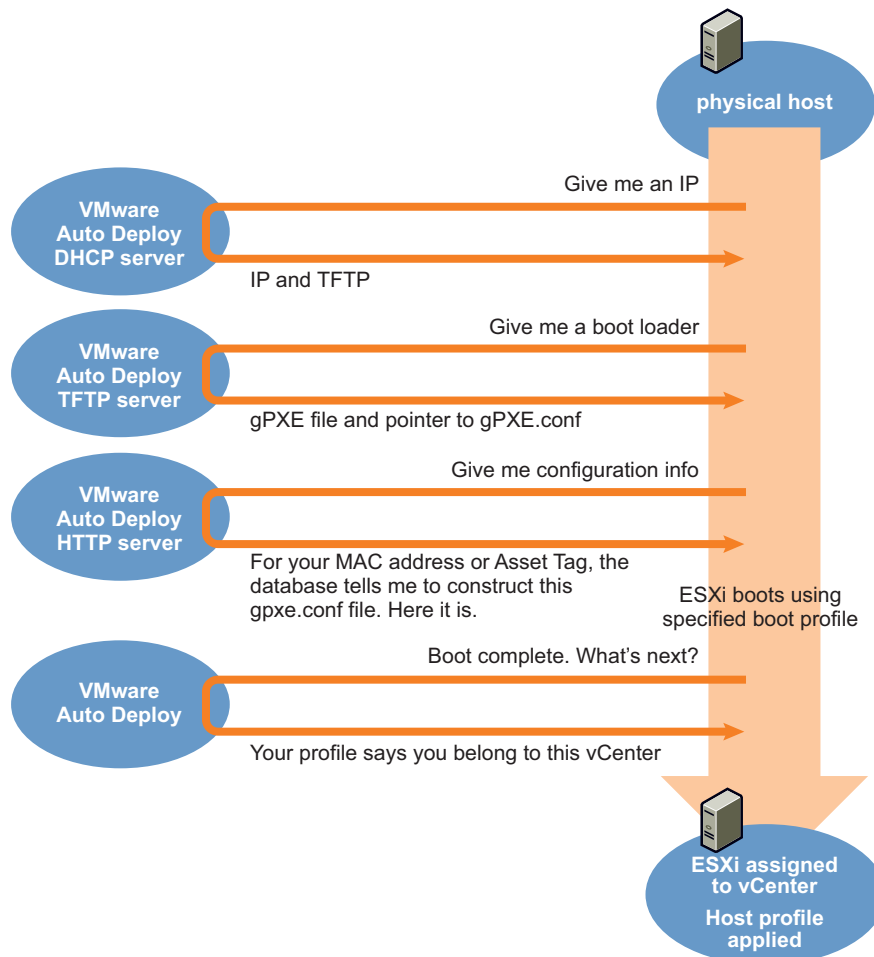 physical host
Give me an IP
VMware
Auto Deploy
DHCP server
IP and TFTP
Give me a boot loader
VMware
Auto Deploy
TFTP server
gPXE file and pointer to gPXE.conf
Give me configuration info
VMware
Auto Deploy
HTTP server
For your MAC address or Asset Tag, the
database tells me to construct this
gpxe.conf file. Here it is.
ESXi boots using
specified boot profile
Boot complete. What's next?
VMware
Auto Deploy
Your profile says you belong to this vCenter
ESXi assigned
to vCenter
Host profile
applied